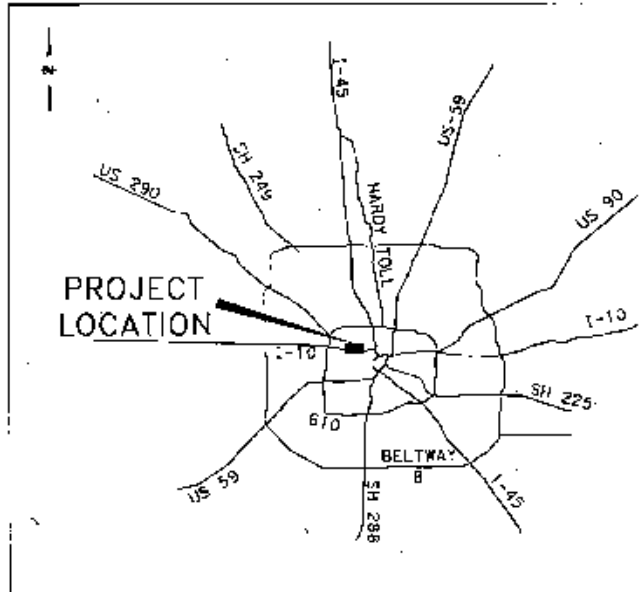 N
I-45
US-59
SH 249
US 290
HARDY TOLL
US 90
PROJECT
LOCATION
I-10
I-10
SH 225
610
BELTWAY
8
US 59
SH 288
I-45